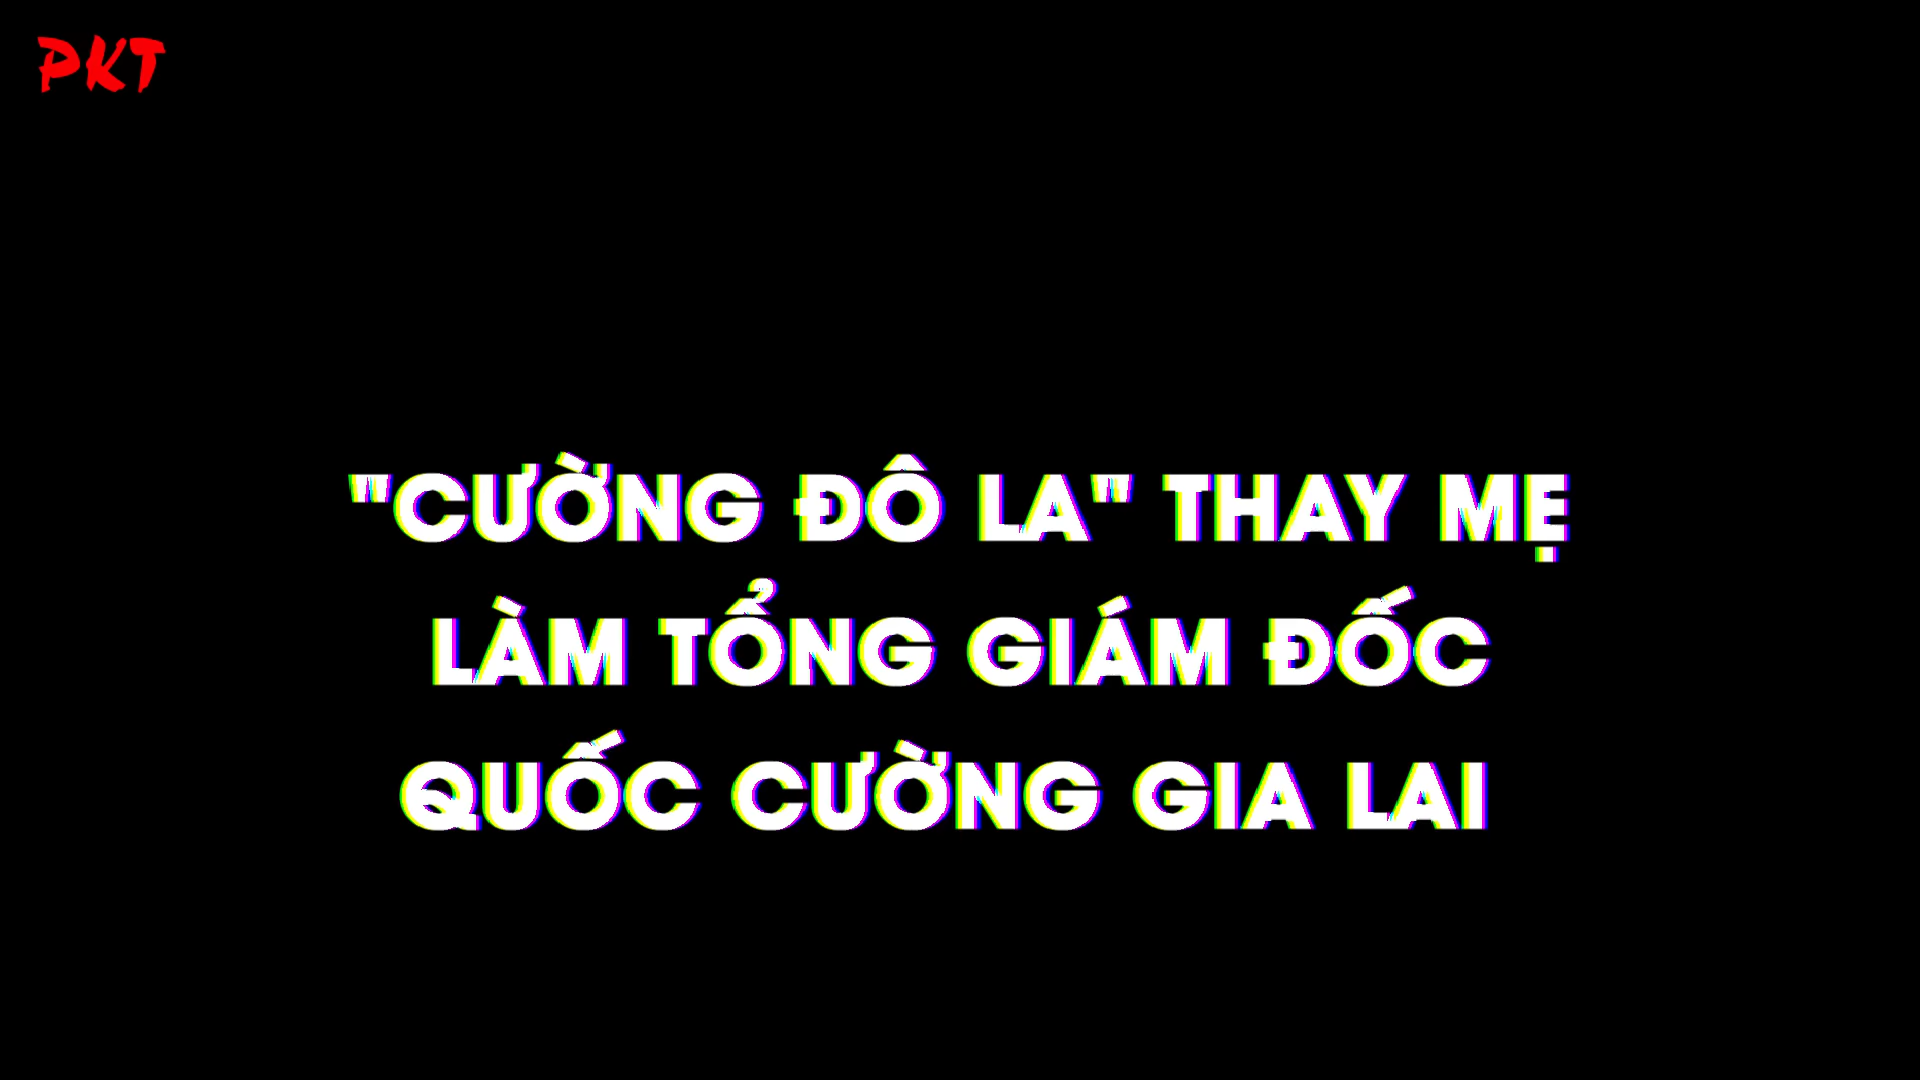 PKT
"CƯỜNG ĐÔ LA" THAY MẸ
LÀM TỔNG GIÁM ĐỐC
QUỐC CƯỜNG GIA LAI